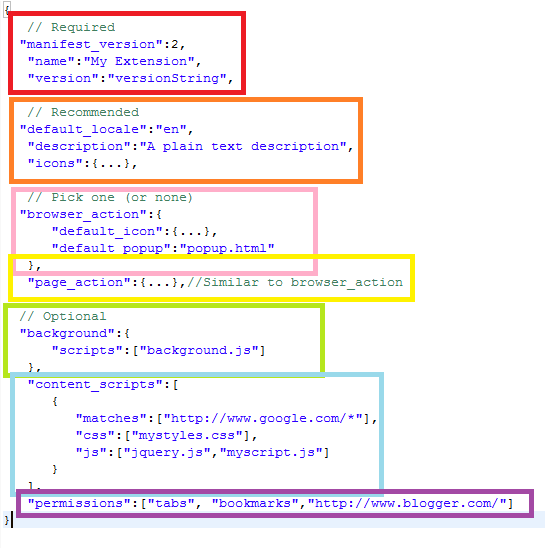 {
// Required
"manifest_version":2,
"name":"My Extension",
"version":"versionString",
// Recommended
"default_locale":"en",
"description":"A plain text description",
"icons":{...},
// Pick one (or none)
"browser_action":{
"default_icon":{...},
"default popup":"popup.html"
},
"page_action":{...},//Similar to browser_action
// Optional
"background":{
"scripts":["background.js"]
},
"content_scripts":[
{
"matches":["http://www.google.com/*"],
"css":["mystyles.css"],
"js":["jquery.js","myscript.js"]
}
],
"permissions":["tabs", "bookmarks","http://www.blogger.com/"]
}